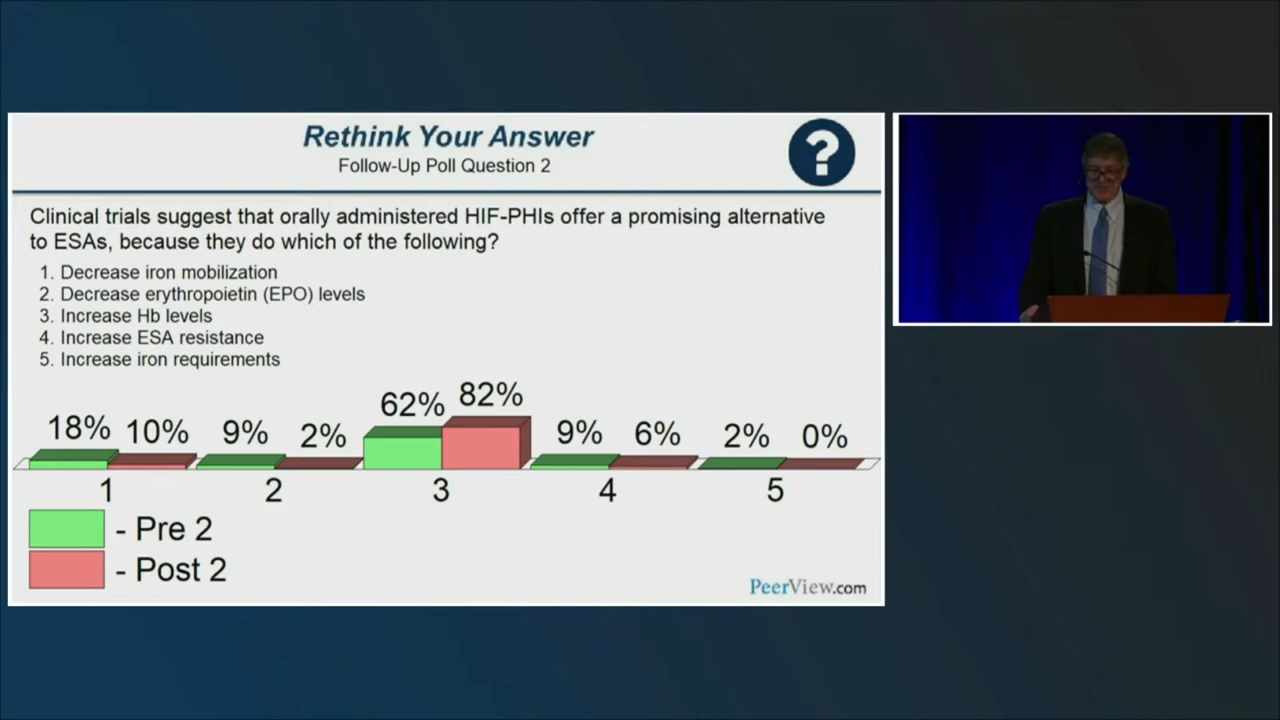 Rethink Your Answer
Follow-Up Poll Question 2
?
Clinical trials suggest that orally administered HIF-PHIs offer a promising alternative
to ESAs, because they do which of the following?
1. Decrease iron mobilization
2. Decrease erythropoietin (EPO) levels
3. Increase Hb levels
4. Increase ESA resistance
5. Increase iron requirements
18% 10% 9% 2% 62% 82% 9% 6% 2% 0%
1 2 3 4 5
- Pre 2
- Post 2
PeerView.com